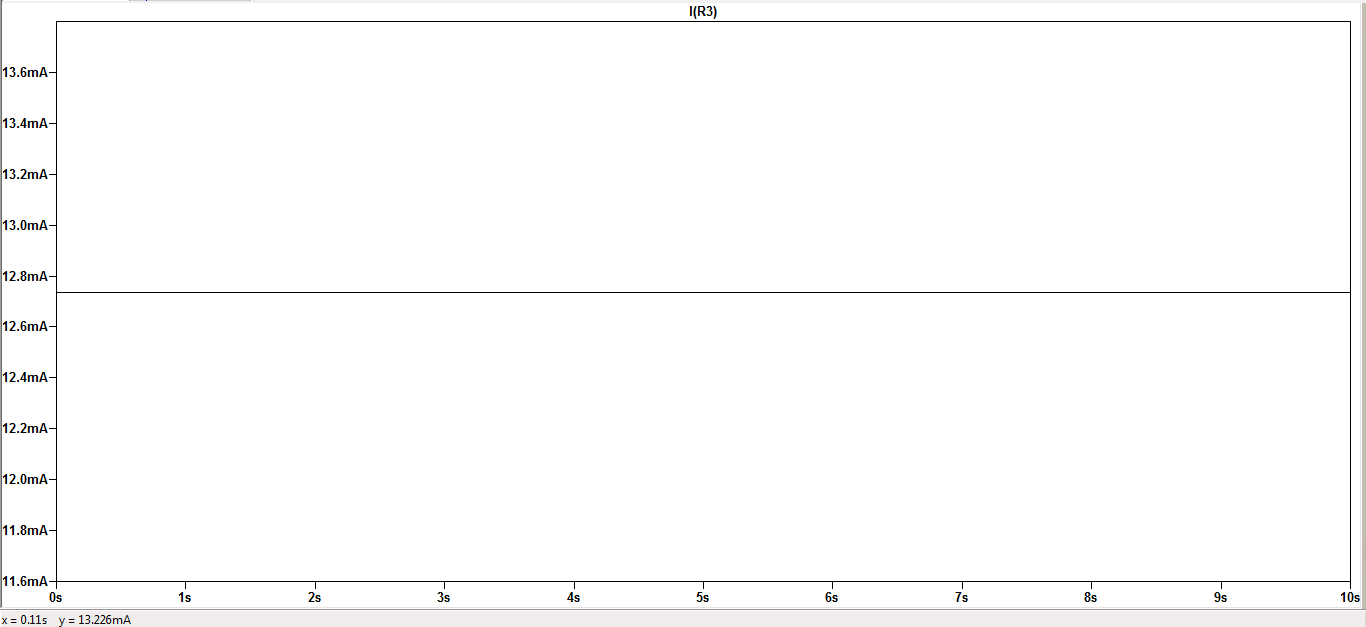 I(R3)
13.6mA
13.4mA
13.2mA
13.0mA
12.8mA
12.6mA
12.4mA
12.2mA
12.0mA
11.8mA
11.6mA
0s 1s 2s 3s 4s 5s 6s 7s 8s 9s 10s
x = 0.11s y = 13.226mA